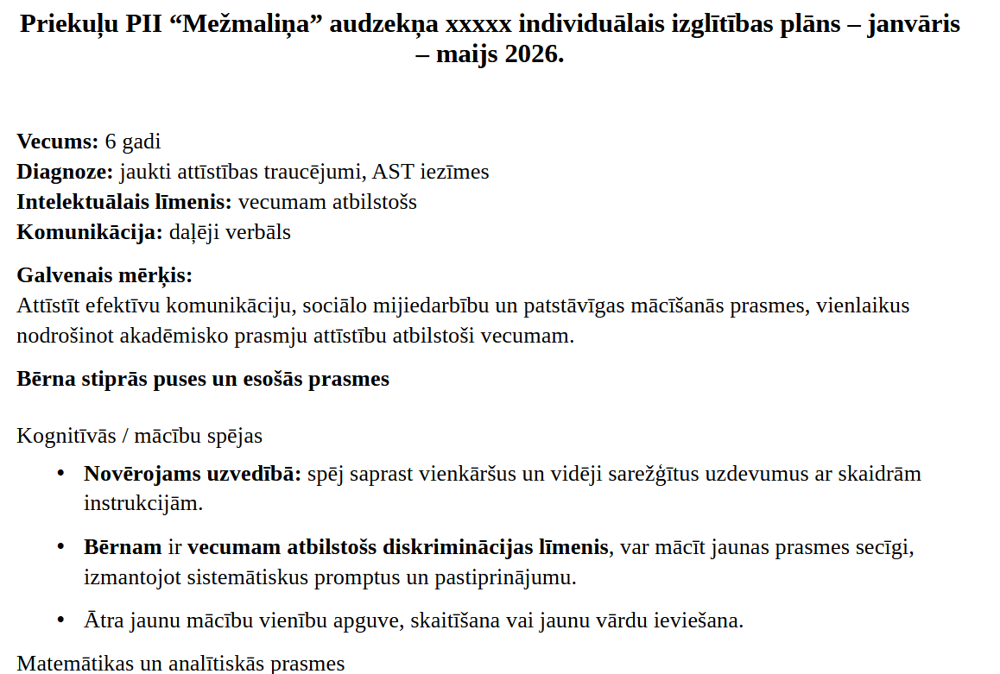 Priekuļu PII “Mežmaliņa” audzekņa xxxxx individuālais izglītības plāns – janvāris
– maijs 2026.
Vecums: 6 gadi
Diagnoze: jaukti attīstības traucējumi, AST iezīmes
Intelektuālais līmenis: vecumam atbilstošs
Komunikācija: daļēji verbāls
Galvenais mērķis:
Attīstīt efektīvu komunikāciju, sociālo mijiedarbību un patstāvīgas mācīšanās prasmes, vienlaikus
nodrošinot akadēmisko prasmju attīstību atbilstoši vecumam.
Bērna stiprās puses un esošās prasmes
Kognitīvās / mācību spējas
• Novērojams uzvedībā: spēj saprast vienkāršus un vidēji sarežģītus uzdevumus ar skaidrām
instrukcijām.
• Bērnam ir vecumam atbilstošs diskriminācijas līmenis, var mācīt jaunas prasmes secīgi,
izmantojot sistemātiskus promptus un pastiprinājumu.
• Ātra jaunu mācību vienību apguve, skaitīšana vai jaunu vārdu ieviešana.
Matemātikas un analītiskās prasmes